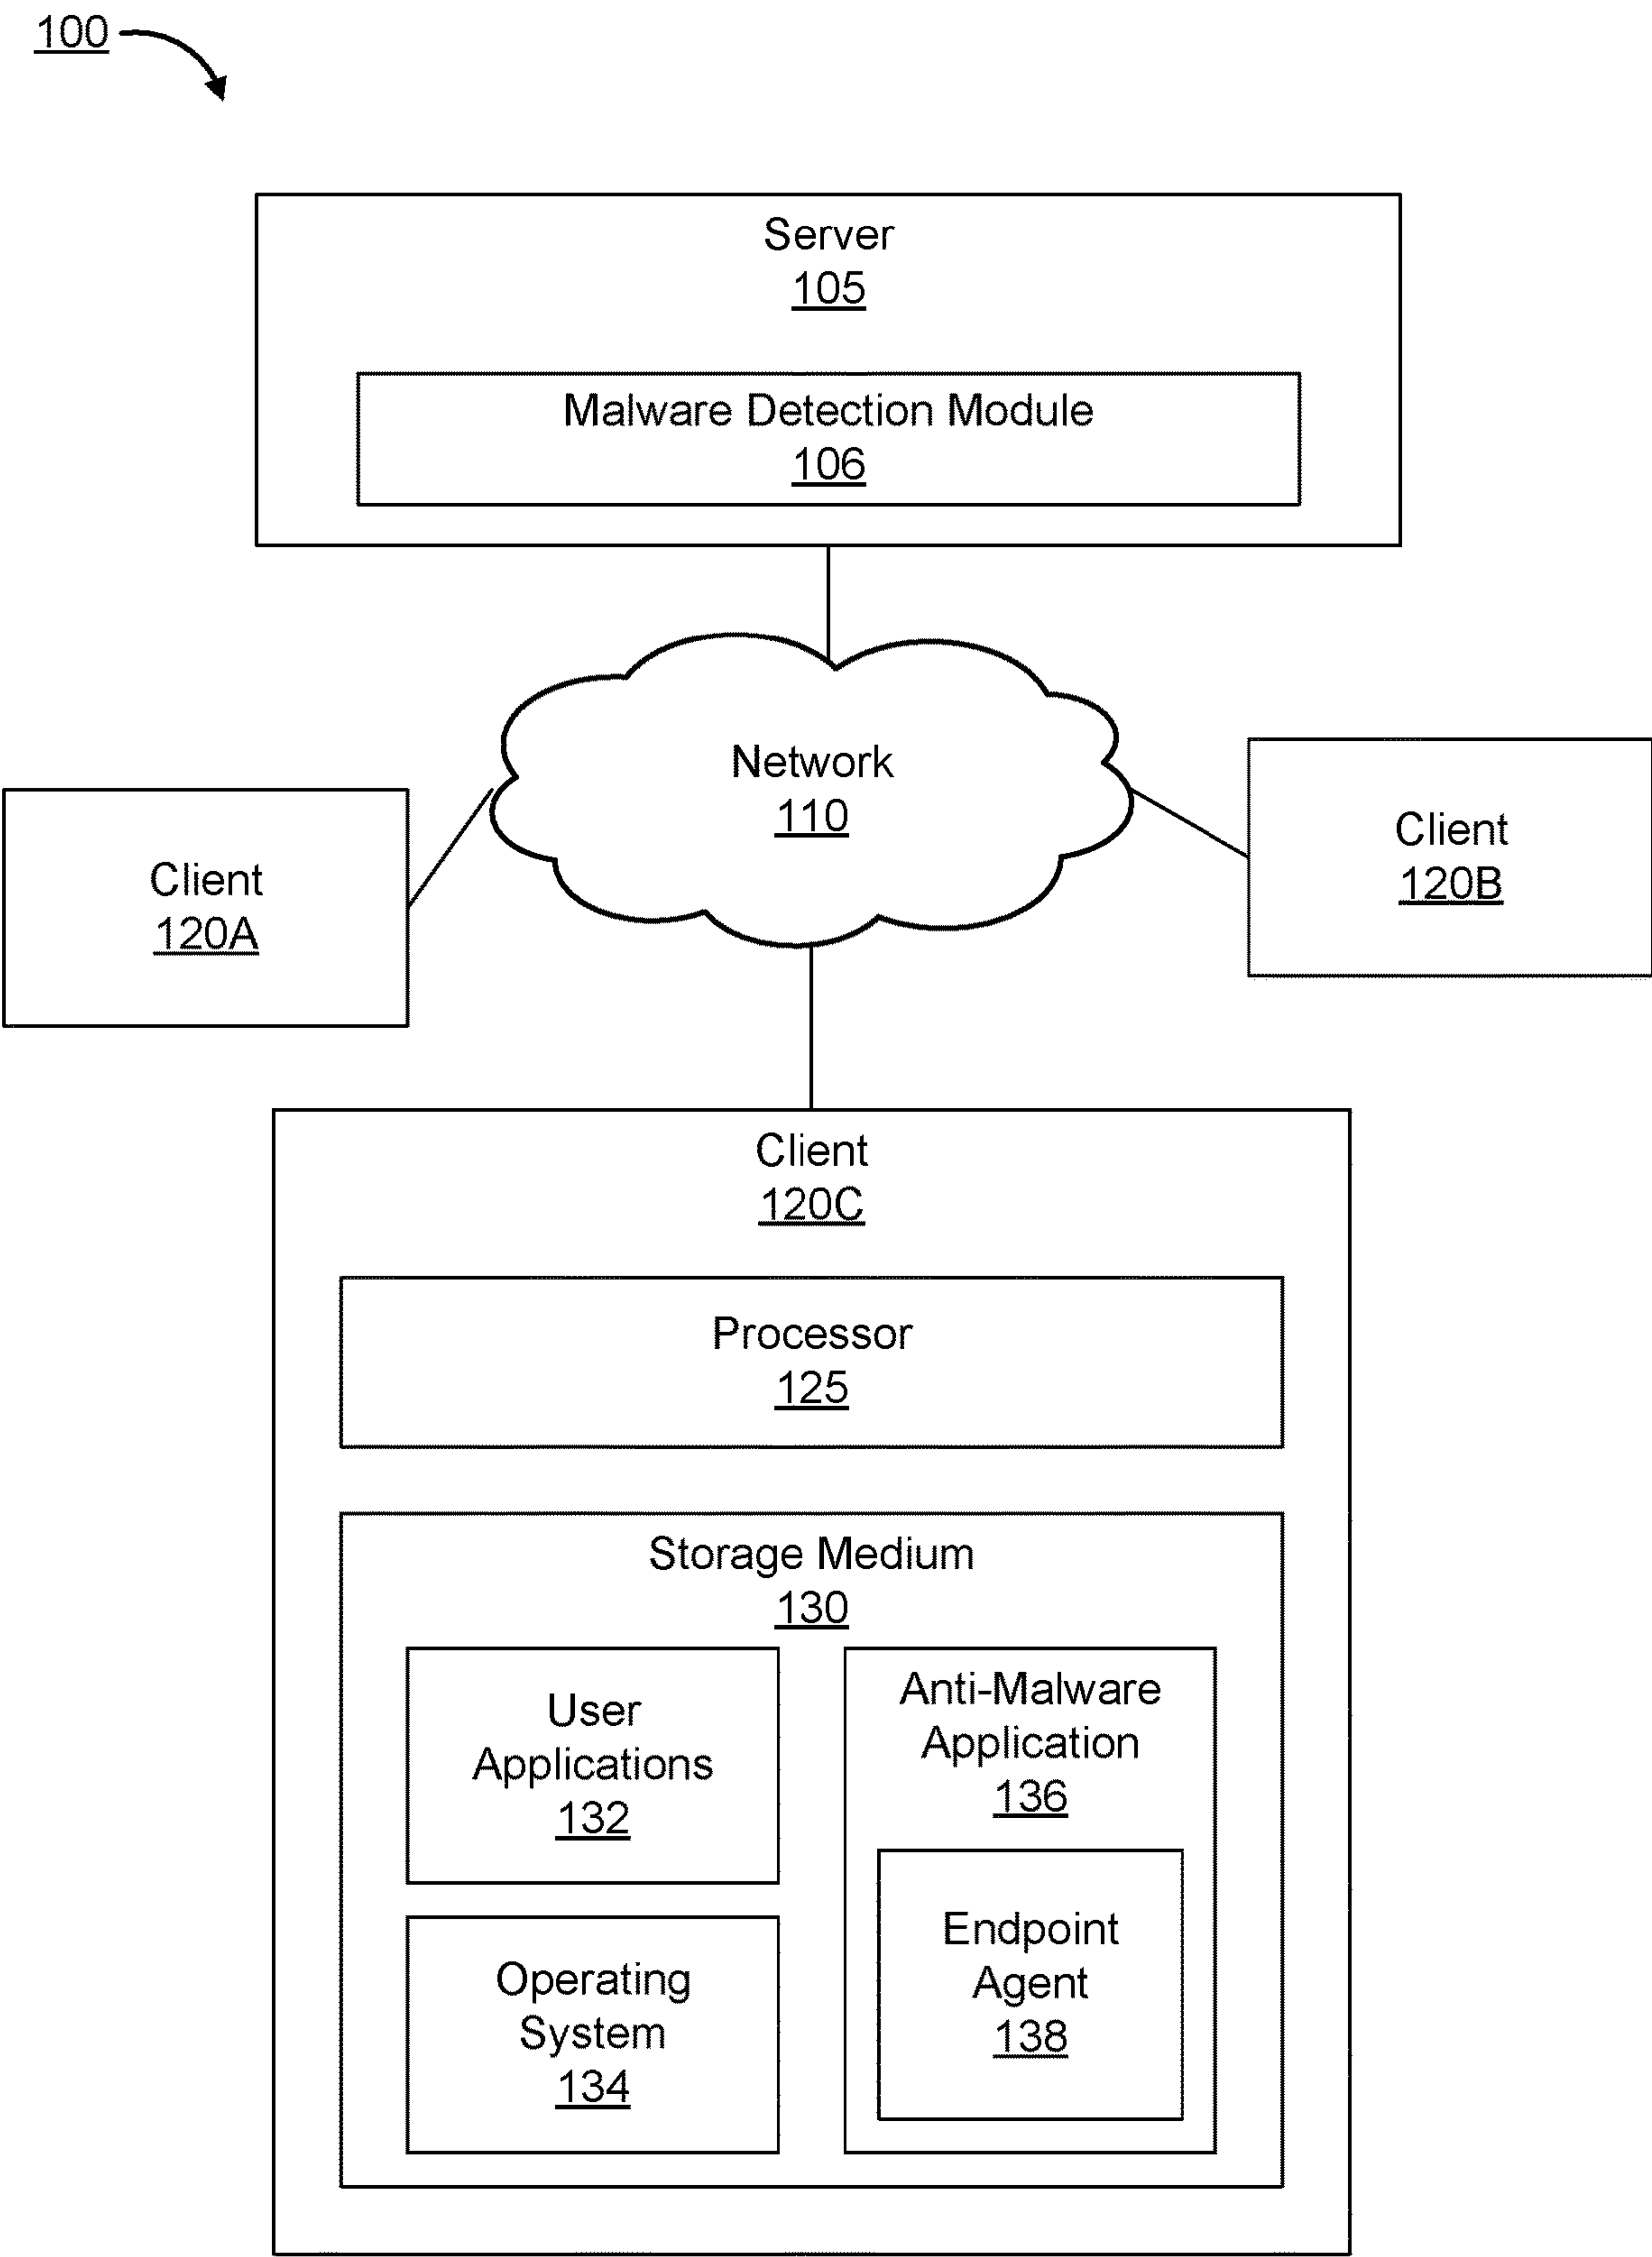 100
Server
105
Malware Detection Module
106
Network
110
Client
120A
Client
120B
Client
120C
Processor
125
Storage Medium
130
User
Applications
132
Operating
System
134
Anti-Malware
Application
136
Endpoint
Agent
138